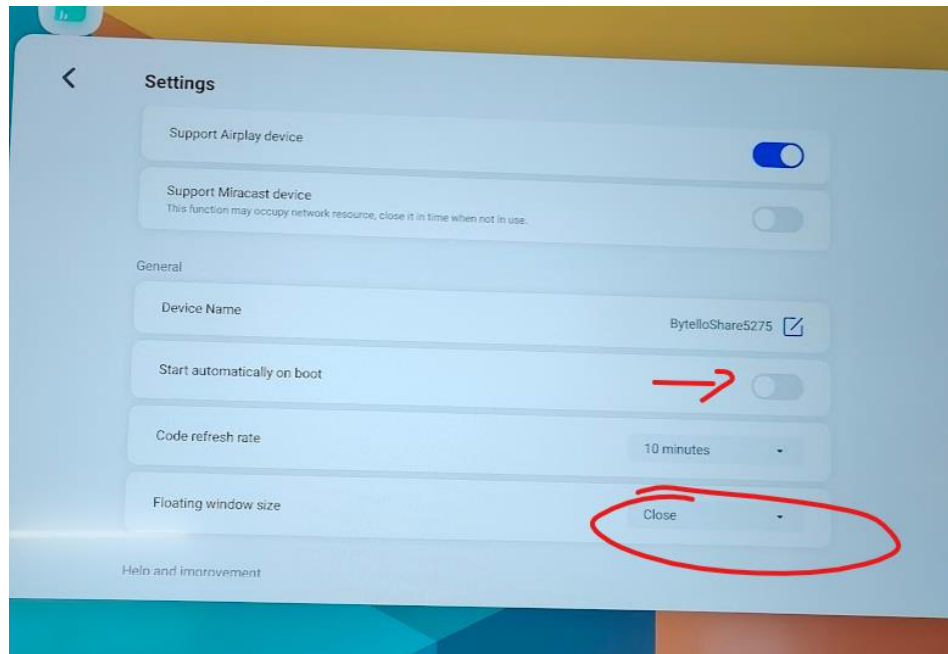 Settings
Support Airplay device
Support Miracast device
This function may occupy network resource, close it in time when not in use.
General
Device Name
BytelloShare5275
Start automatically on boot
Code refresh rate
10 minutes
Floating window size
Close
Help and improvement